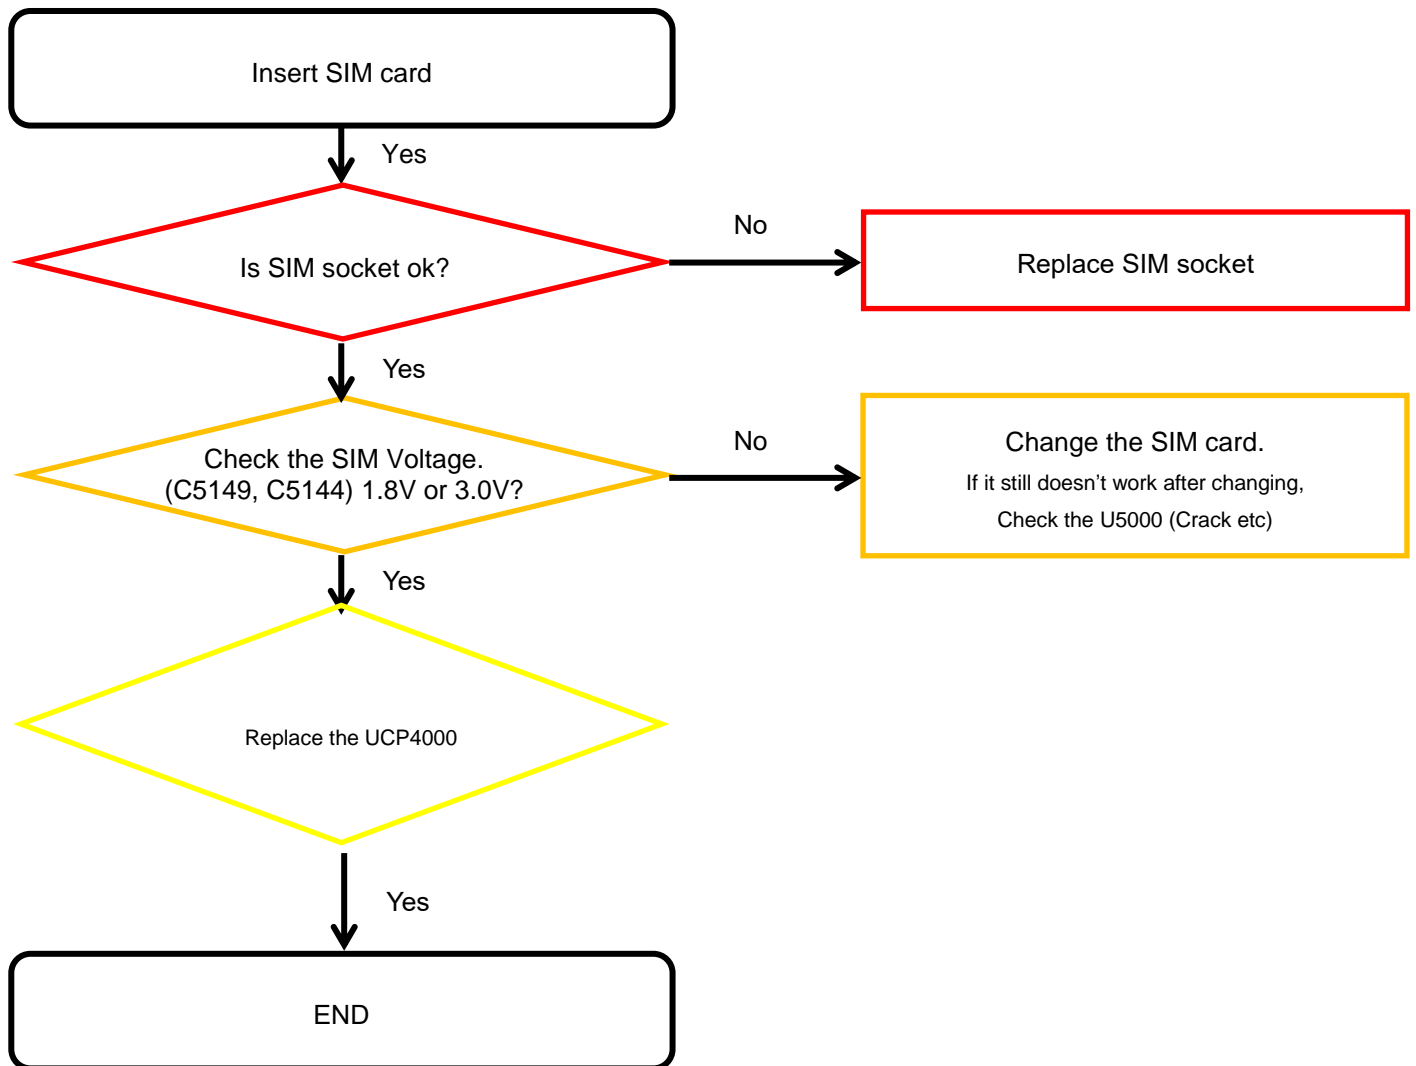 Insert SIM card
Yes
Is SIM socket ok?
No
Replace SIM socket
Yes
Check the SIM Voltage.
(C5149, C5144) 1.8V or 3.0V?
No
Change the SIM card.
If it still doesn’t work after changing,
Check the U5000 (Crack etc)
Yes
Replace the UCP4000
Yes
END